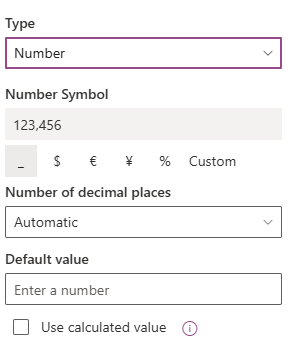 Type
Number
Number Symbol
123,456
_ $ € ¥ % Custom
Number of decimal places
Automatic
Default value
Enter a number
Use calculated value